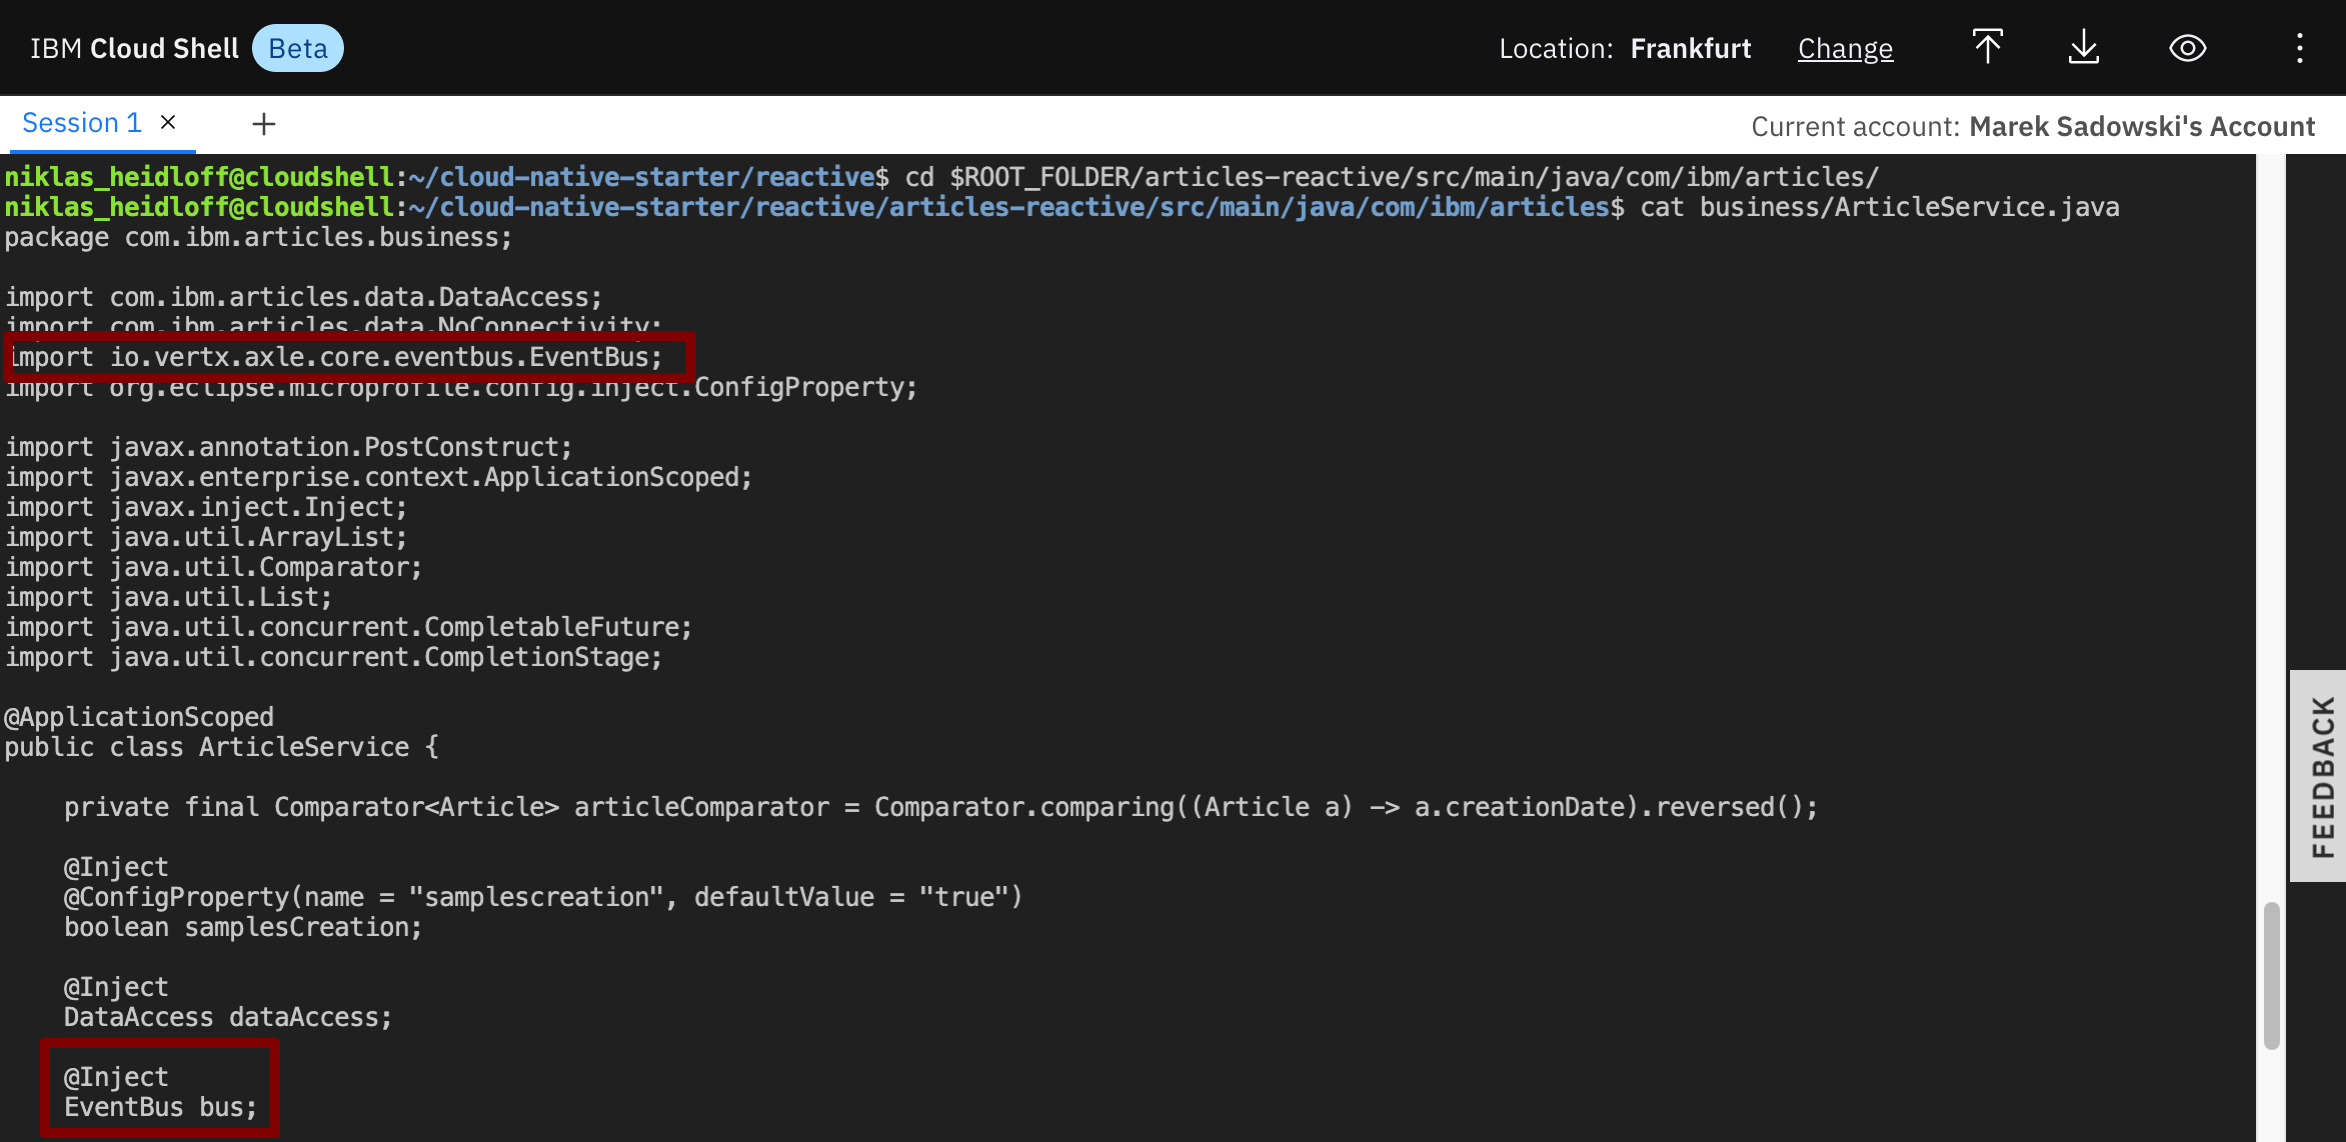 IBM Cloud Shell Beta
Location: Frankfurt Change
Session 1 × +
Current account: Marek Sadowski's Account
niklas_heidloff@cloudshell:~/cloud-native-starter/reactive$ cd $ROOT_FOLDER/articles-reactive/src/main/java/com/ibm/articles/
niklas_heidloff@cloudshell:~/cloud-native-starter/reactive/articles-reactive/src/main/java/com/ibm/articles$ cat business/ArticleService.java
package com.ibm.articles.business;
import com.ibm.articles.data.DataAccess;
import com.ibm.articles.data.NoConnectivity;
import io.vertx.axle.core.eventbus.EventBus;
import org.eclipse.microprofile.config.inject.ConfigProperty;
import javax.annotation.PostConstruct;
import javax.enterprise.context.ApplicationScoped;
import javax.inject.Inject;
import java.util.ArrayList;
import java.util.Comparator;
import java.util.List;
import java.util.concurrent.CompletableFuture;
import java.util.concurrent.CompletionStage;
@ApplicationScoped
public class ArticleService {
private final Comparator<Article> articleComparator = Comparator.comparing((Article a) -> a.creationDate).reversed();
@Inject
@ConfigProperty(name = "samplescreation", defaultValue = "true")
boolean samplesCreation;
@Inject
DataAccess dataAccess;
@Inject
EventBus bus;
FEEDBACK